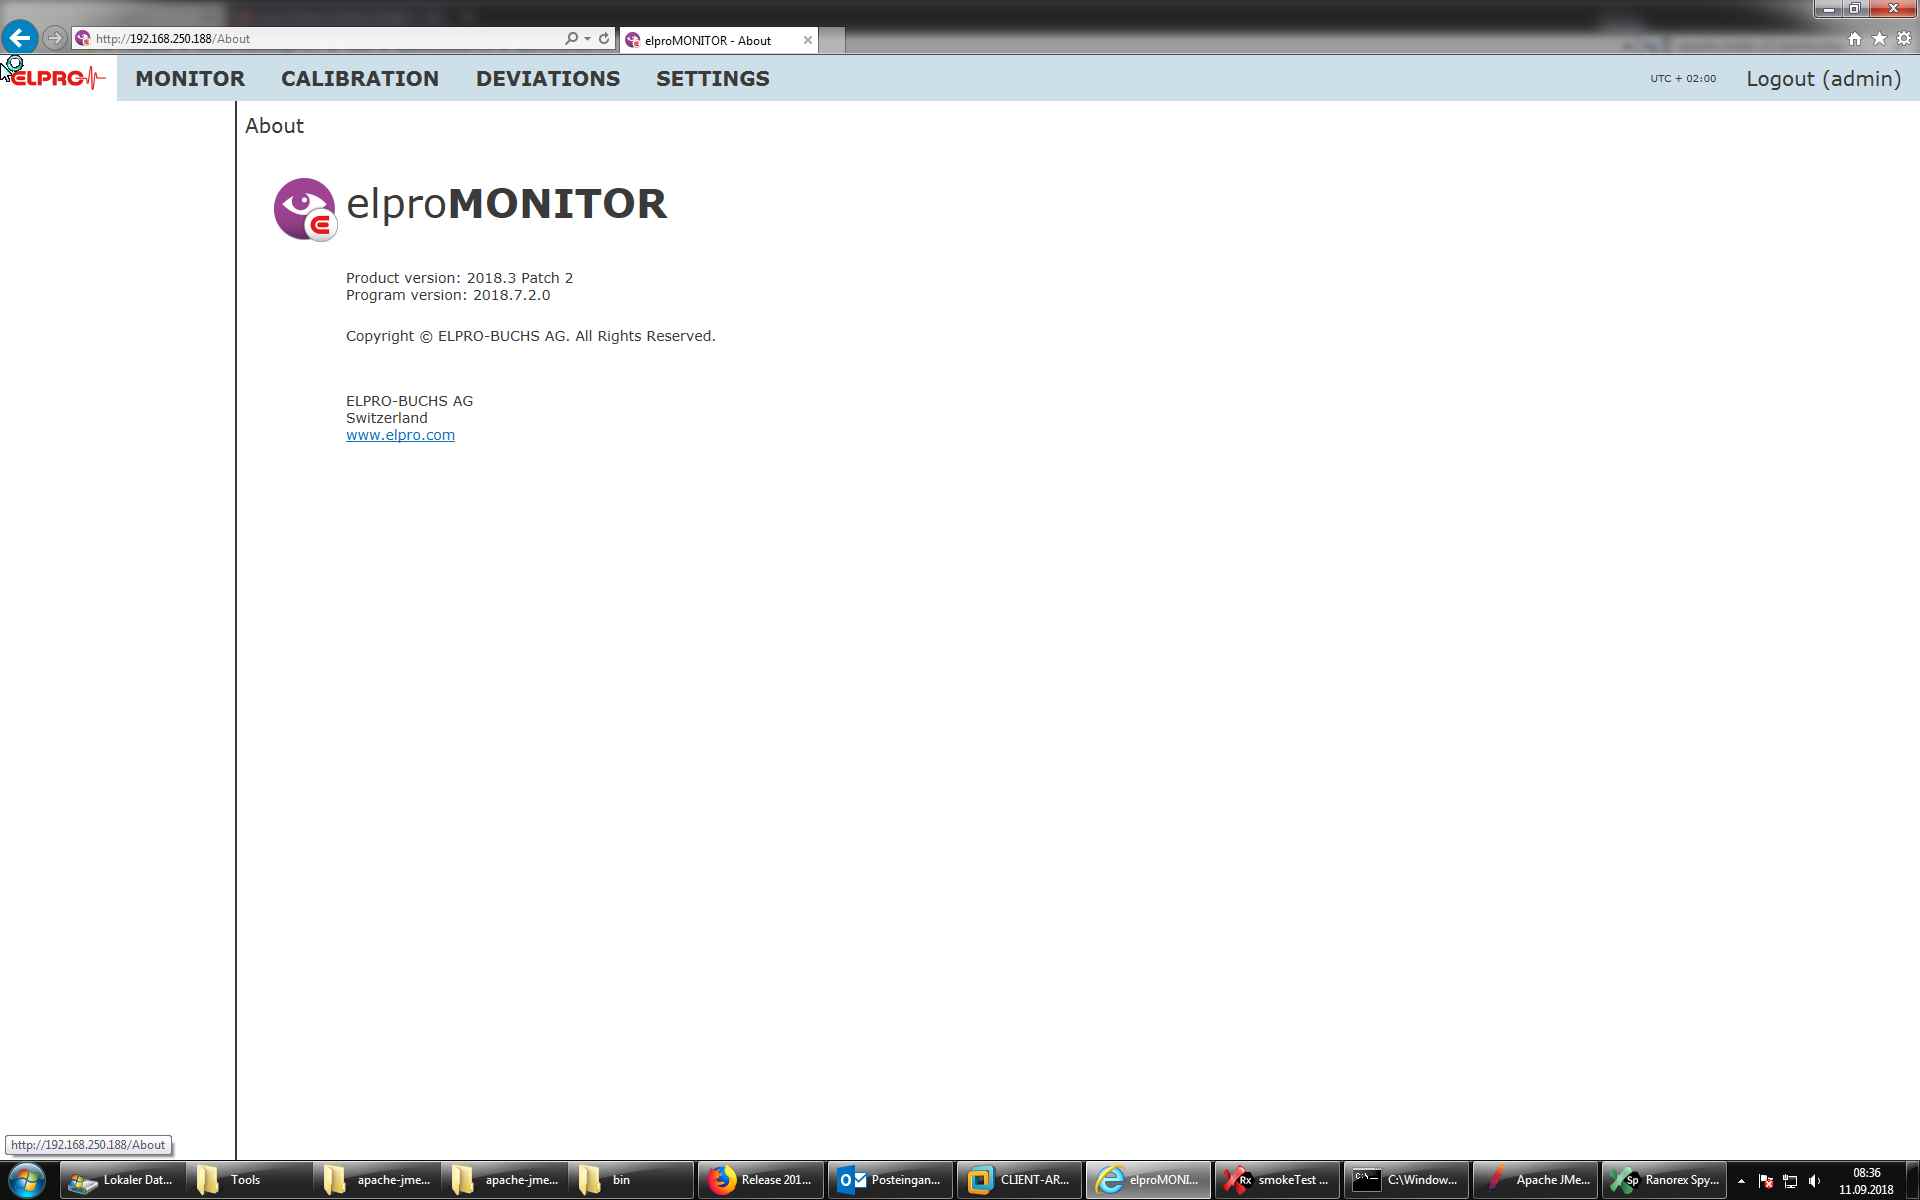 http://192.168.250.188/About
elproMONITOR - About
ELPRO
MONITOR
CALIBRATION
DEVIATIONS
SETTINGS
UTC + 02:00
Logout (admin)
About
elproMONITOR
Product version: 2018.3 Patch 2
Program version: 2018.7.2.0
Copyright © ELPRO-BUCHS AG. All Rights Reserved.
ELPRO-BUCHS AG
Switzerland
www.elpro.com
http://192.168.250.188/About
Lokaler Dat...
Tools
apache-jme...
apache-jme...
bin
Release 201...
Posteingan...
CLIENT-AR...
elproMONI...
Rx
smokeTest ...
C:\Window...
Apache JMe...
Sp
Ranorex Spy...
08:36
11.09.2018